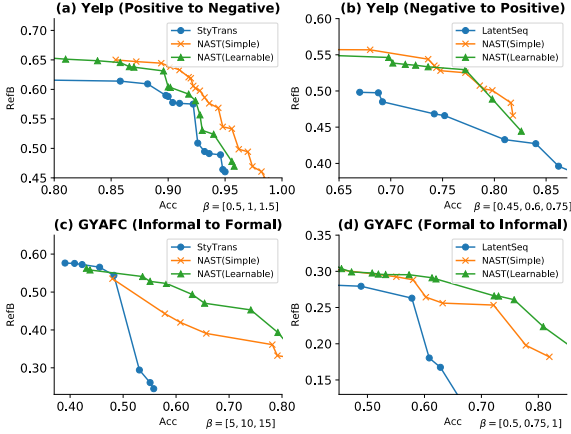 (a) Yelp (Positive to Negative)
RefB
0.70
0.65
0.60
0.55
0.50
0.45
StyTrans
NAST(Simple)
NAST(Learnable)
0.80
0.85
0.90
0.95
1.00
Acc
β = [0.5, 1, 1.5]
(b) Yelp (Negative to Positive)
RefB
0.60
0.55
0.50
0.45
0.40
LatentSeq
NAST(Simple)
NAST(Learnable)
0.65
0.70
0.75
0.80
0.85
Acc
β = [0.45, 0.6, 0.75]
(c) GYAFC (Informal to Formal)
RefB
0.60
0.50
0.40
0.30
StyTrans
NAST(Simple)
NAST(Learnable)
0.40
0.50
0.60
0.70
0.80
Acc
β = [5, 10, 15]
(d) GYAFC (Formal to Informal)
RefB
0.35
0.30
0.25
0.20
0.15
LatentSeq
NAST(Simple)
NAST(Learnable)
0.50
0.60
0.70
0.80
Acc
β = [0.5, 0.75, 1]